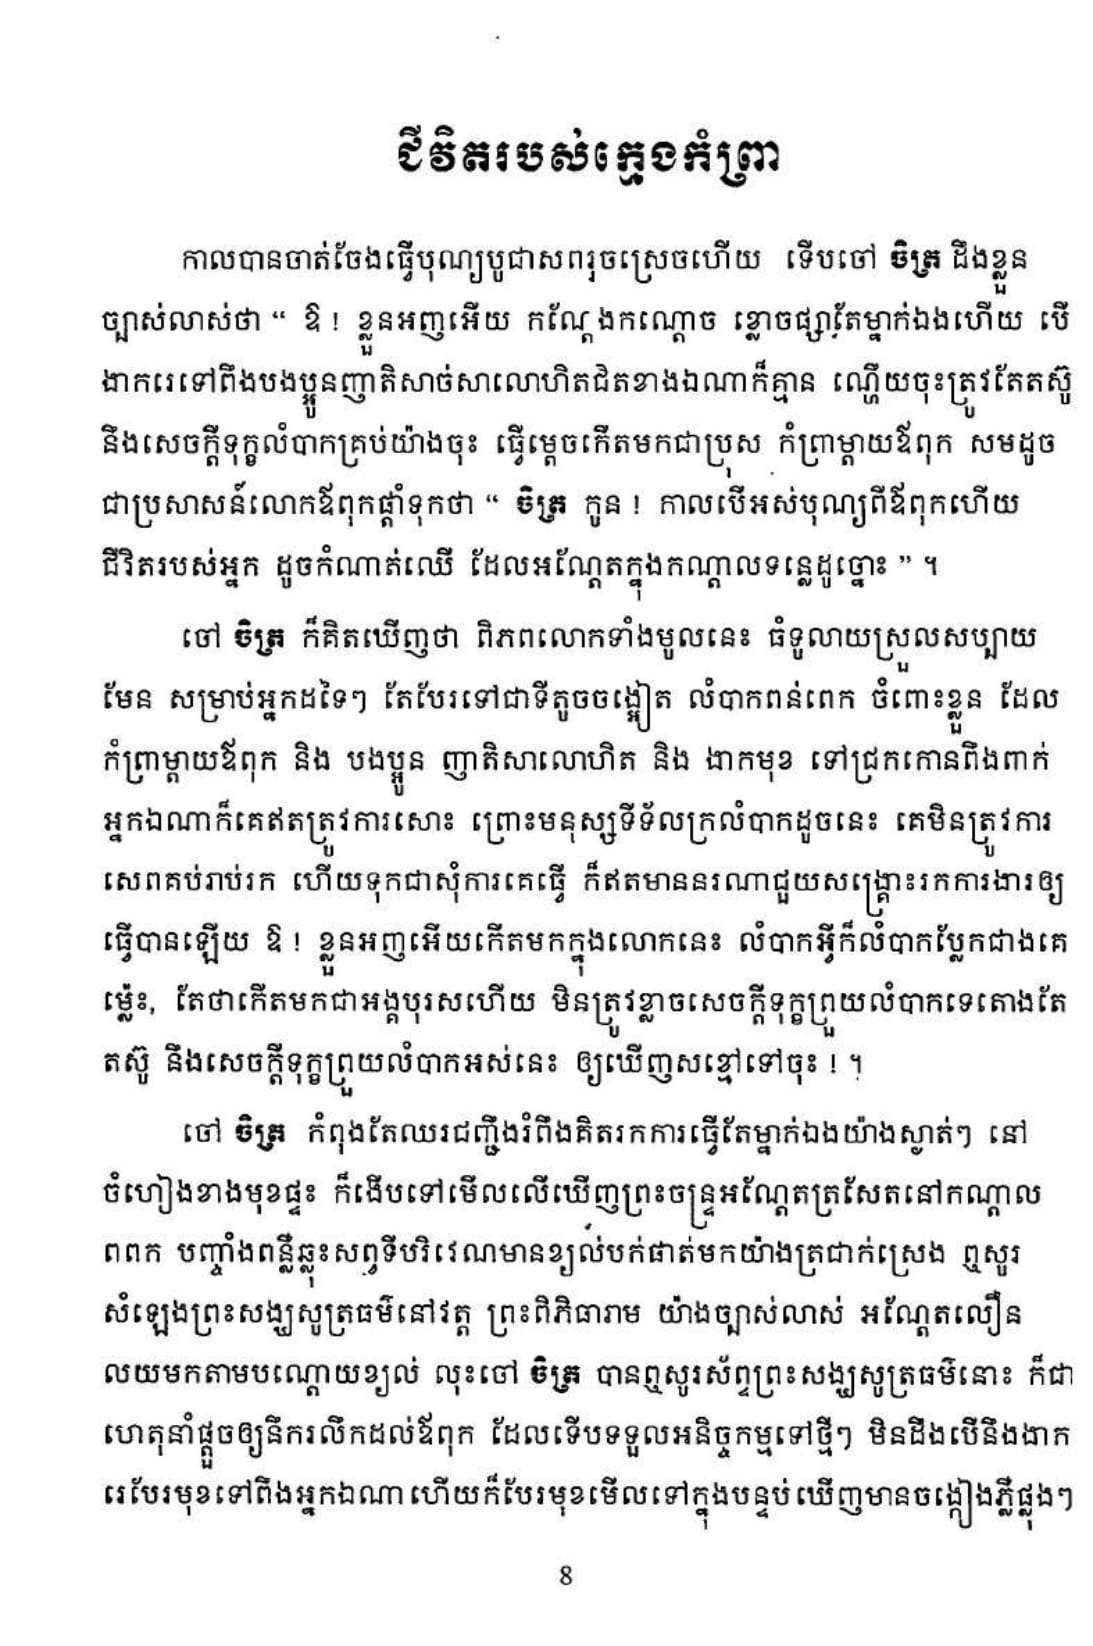 ជីវិតរបស់ក្មេងកំព្រា
កាលបានចាត់ចែងធ្វើបុណ្យបូជាសពរួចស្រេចហើយ ទើបចៅ ចិត្រ ដឹងខ្លួន
ច្បាស់លាស់ថា “ ឱ ! ខ្លួនអញអើយ កណ្ដែងកណ្ដោច ខ្លោចផ្សាតែម្នាក់ឯងហើយ បើ
ងាករេទៅពឹងបងប្អូនញាតិសាច់សាលោហិតជិតខាងឯណាក៏គ្មាន ណ្ហើយចុះត្រូវតែតស៊ូ
នឹងសេចក្ដីទុក្ខលំបាកគ្រប់យ៉ាងចុះ ធ្វើម្ដេចកើតមកជាប្រុស កំព្រាម្ដាយឪពុក សមដូច
ជាប្រសាសន៍លោកឪពុកផ្ដាំទុកថា “ ចិត្រ កូន ! កាលបើអស់បុណ្យពីឪពុកហើយ
ជីវិតរបស់អ្នក ដូចកំណាត់ឈើ ដែលអណ្ដែតក្នុងកណ្ដាលទន្លេដូច្នោះ ” ។
ចៅ ចិត្រ ក៏គិតឃើញថា ពិភពលោកទាំងមូលនេះ ធំទូលាយស្រួលសប្បាយ
មែន សម្រាប់អ្នកដទៃៗ តែបែរទៅជាទីតូចចង្អៀត លំបាកពន់ពេក ចំពោះខ្លួន ដែល
កំព្រាម្ដាយឪពុក និង បងប្អូន ញាតិសាលោហិត និង ងាកមុខ ទៅជ្រកកោនពឹងពាក់
អ្នកឯណាក៏គេឥតត្រូវការសោះ ព្រោះមនុស្សទីទ័លក្រលំបាកដូចនេះ គេមិនត្រូវការ
សេពគប់រាប់រក ហើយទុកជាសុំការគេធ្វើ ក៏ឥតមាននរណាជួយសង្គ្រោះរកការងារឲ្យ
ធ្វើបានឡើយ ឱ ! ខ្លួនអញអើយកើតមកក្នុងលោកនេះ លំបាកអ្វីក៏លំបាកប្លែកជាងគេ
ម្ល៉េះ, តែថាកើតមកជាអង្គបុរសហើយ មិនត្រូវខ្លាចសេចក្ដីទុក្ខព្រួយលំបាកទេតោងតែ
តស៊ូ នឹងសេចក្ដីទុក្ខព្រួយលំបាកអស់នេះ ឲ្យឃើញសខ្មៅទៅចុះ ! ។
ចៅ ចិត្រ កំពុងតែឈរជញ្ជឹងរំពឹងគិតរកការធ្វើតែម្នាក់ឯងយ៉ាងស្ងាត់ៗ នៅ
ចំហៀងខាងមុខផ្ទះ ក៏ងើបទៅមើលលើឃើញព្រះចន្ទ្រអណ្ដែតត្រសែតនៅកណ្ដាល
ពពក បញ្ចាំងពន្លឺឆ្លុះសព្វទីបរិវេណមានខ្យល់បក់ផាត់មកយ៉ាងត្រជាក់ស្រេង ឮសូរ
សំឡេងព្រះសង្ឃសូត្រធម៌នៅវត្ត ព្រះពិភិធារាម យ៉ាងច្បាស់លាស់ អណ្ដែតលឿន
លយមកតាមបណ្ដោយខ្យល់ លុះចៅ ចិត្រ បានឮសូរស័ព្ទព្រះសង្ឃសូត្រធម៌នោះ ក៏ជា
ហេតុនាំផ្ដួចឲ្យនឹករលឹកដល់ឪពុក ដែលទើបទទួលអនិច្ចកម្មទៅថ្មីៗ មិនដឹងបើនឹងងាក
រេបែរមុខទៅពឹងអ្នកឯណាហើយក៏បែរមុខមើលទៅក្នុងបន្ទប់ឃើញមានចង្កៀងភ្លឺផ្លុងៗ
8